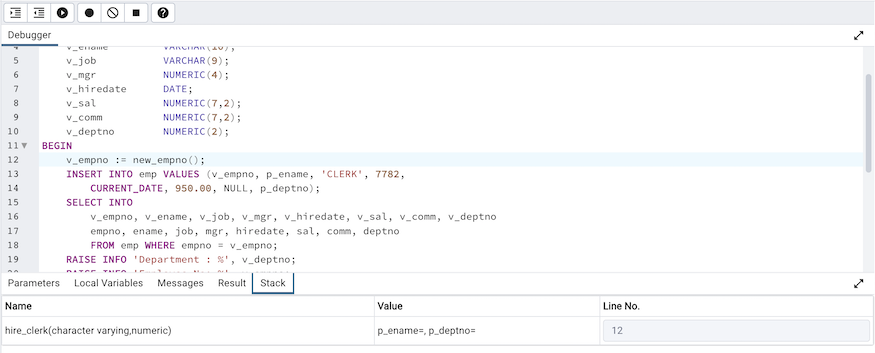 Debugger
4 v_ename VARCHAR(10);
5 v_job VARCHAR(9);
6 v_mgr NUMERIC(4);
7 v_hiredate DATE;
8 v_sal NUMERIC(7,2);
9 v_comm NUMERIC(7,2);
10 v_deptno NUMERIC(2);
11 BEGIN
12 v_empno := new_empno();
13 INSERT INTO emp VALUES (v_empno, p_ename, 'CLERK', 7782,
14 CURRENT_DATE, 950.00, NULL, p_deptno);
15 SELECT INTO
16 v_empno, v_ename, v_job, v_mgr, v_hiredate, v_sal, v_comm, v_deptno
17 empno, ename, job, mgr, hiredate, sal, comm, deptno
18 FROM emp WHERE empno = v_empno;
19 RAISE INFO 'Department : %', v_deptno;
20 RAISE INFO
Parameters Local Variables Messages Result Stack
Name Value Line No.
hire_clerk(character varying,numeric) p_ename=, p_deptno= 12